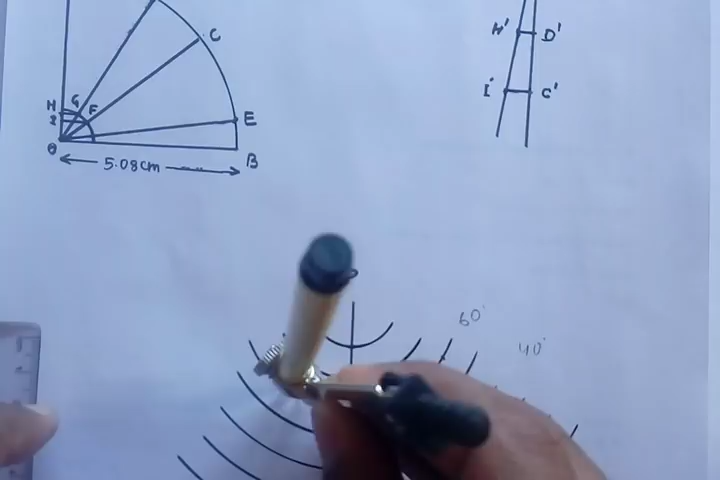 H' D'
C
H G F
I' C'
E
O
← 5.08cm → B
60°
40°